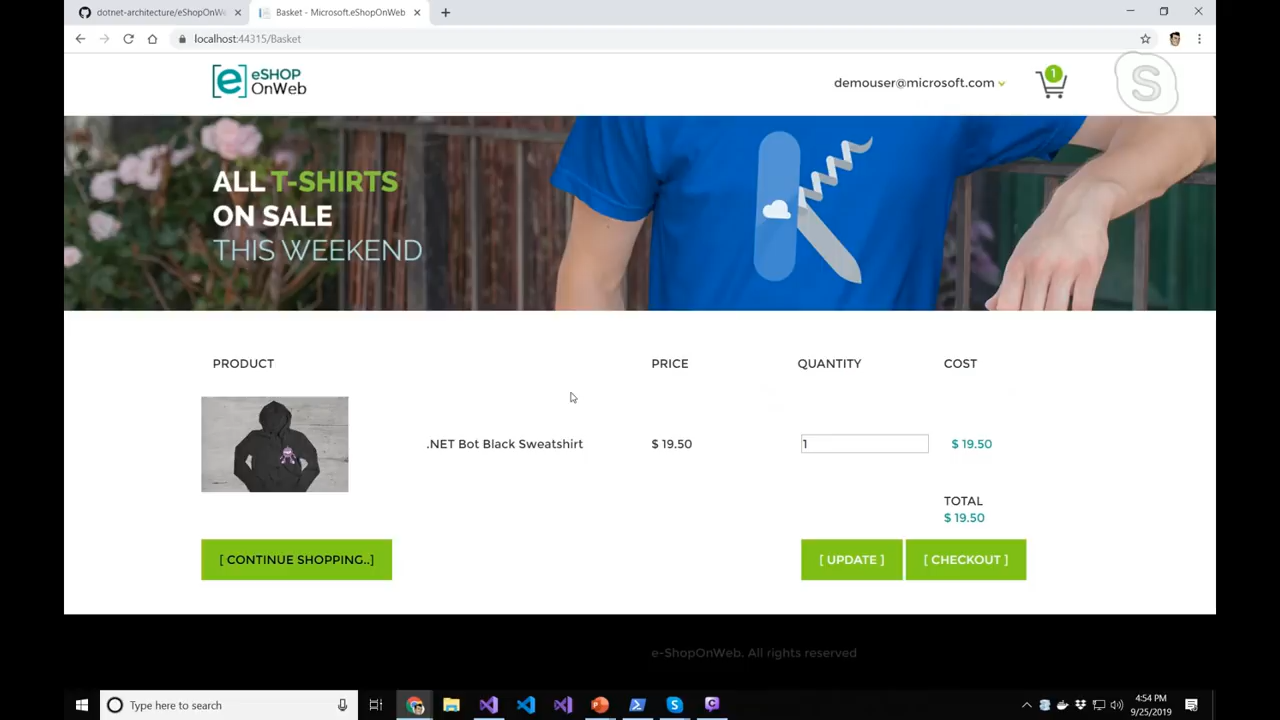 dotnet-architecture/eShopOnWe
Basket - Microsoft.eShopOnWeb
localhost:44315/Basket
[e] eSHOP
OnWeb
demouser@microsoft.com
1
S
ALL T-SHIRTS
ON SALE
THIS WEEKEND
PRODUCT PRICE QUANTITY COST
.NET Bot Black Sweatshirt $ 19.50 1 $ 19.50
TOTAL
$ 19.50
[ CONTINUE SHOPPING..] [ UPDATE ] [ CHECKOUT ]
e-ShopOnWeb. All rights reserved
Type here to search
4:54 PM
9/25/2019